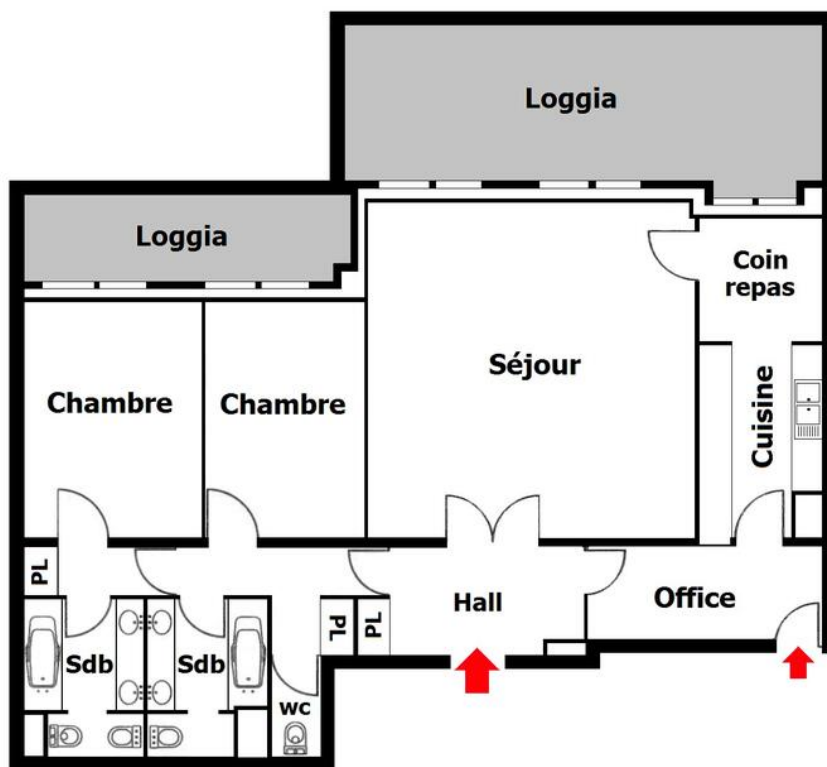 Loggia
Loggia
Coin
repas
Séjour
Chambre
Chambre
Cuisine
PL
Hall
Office
PL
PL
Sdb
Sdb
WC